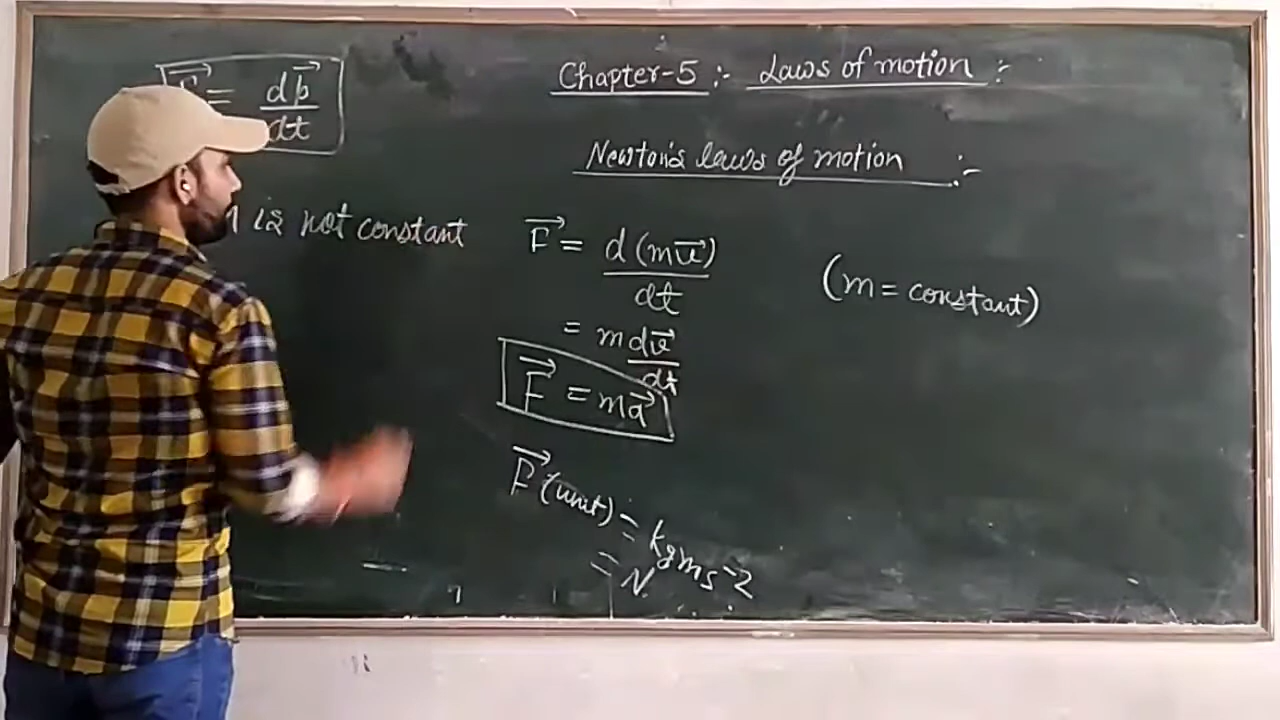 Chapter-5 :- Laws of motion :-
Newton's laws of motion :-
= dp⃗/dt
is not constant
F⃗ = d(mv⃗)/dt
(m = constant)
= m dv⃗/dt
F⃗ = ma⃗
F⃗ (unit) = kgms⁻²
= N